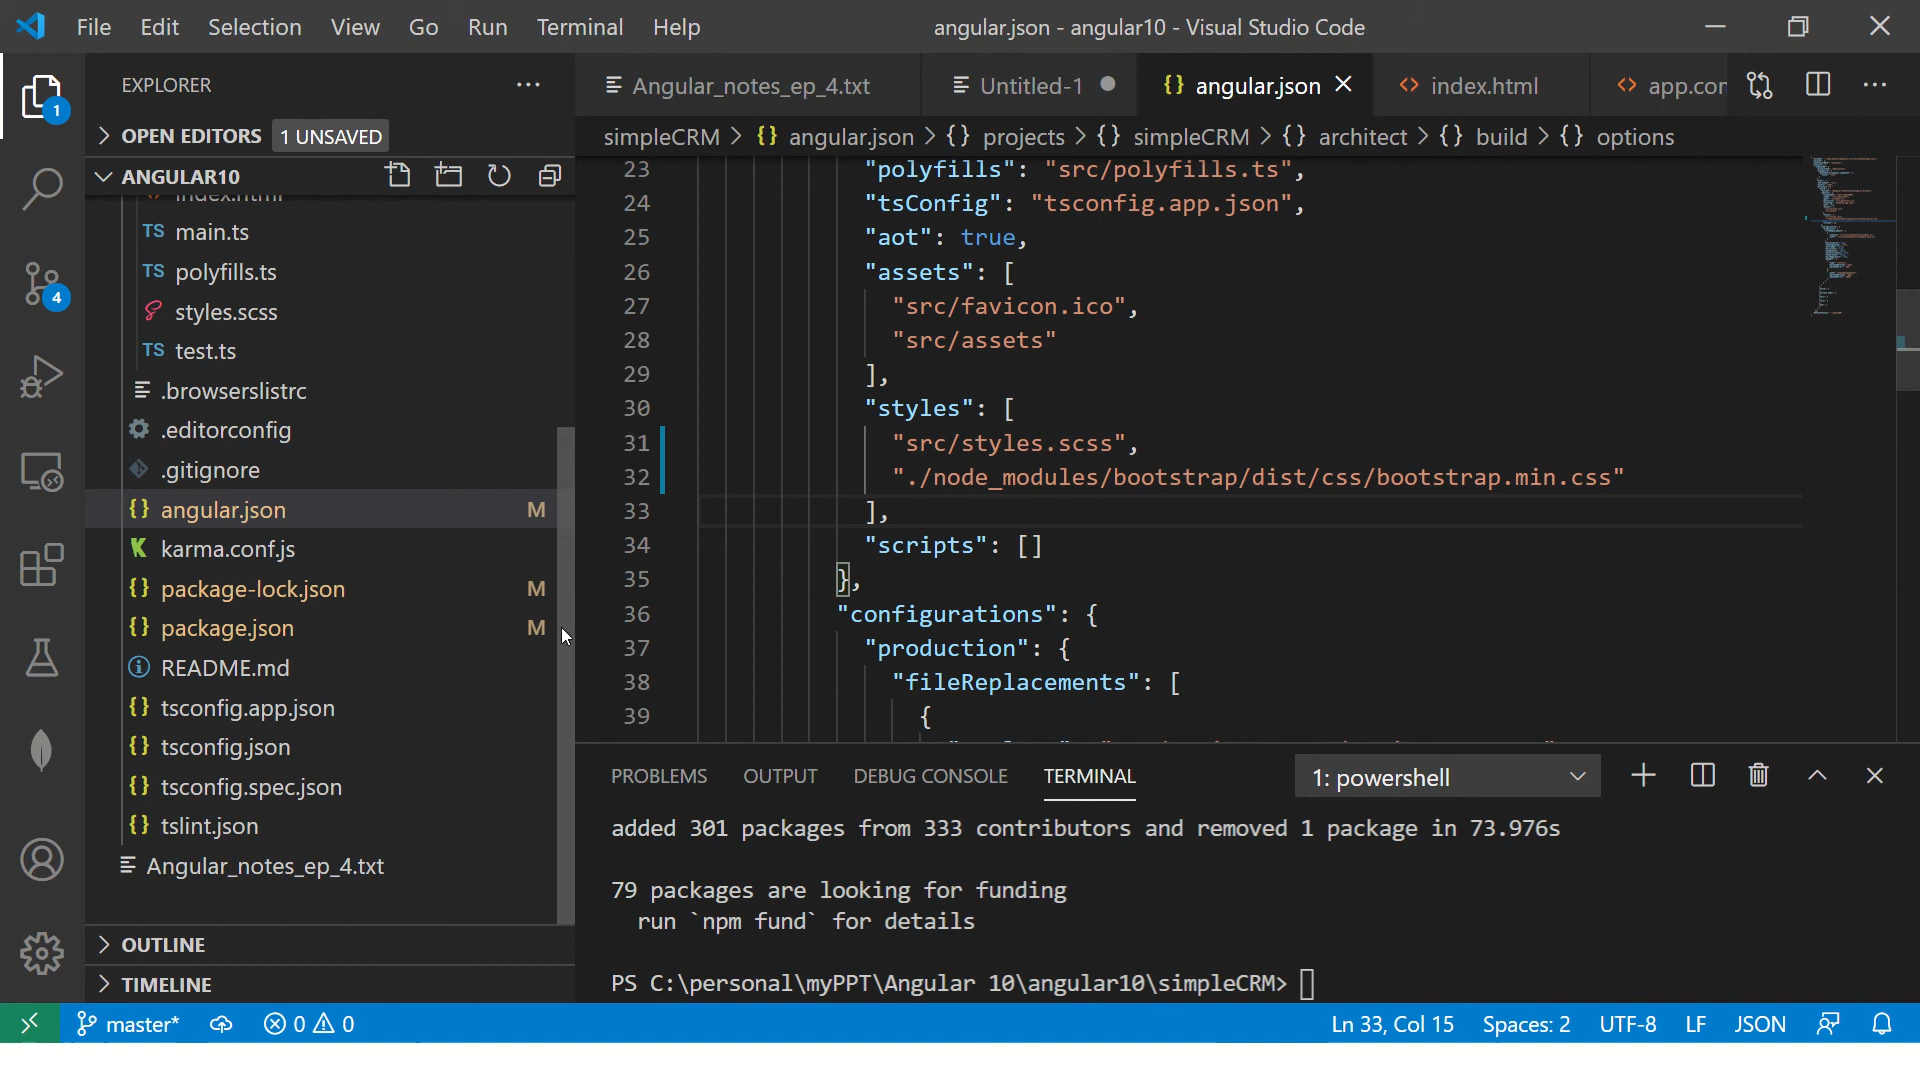 File Edit Selection View Go Run Terminal Help angular.json - angular10 - Visual Studio Code
EXPLORER
Angular_notes_ep_4.txt Untitled-1 {} angular.json index.html app.cor
OPEN EDITORS 1 UNSAVED
simpleCRM > {} angular.json > {} projects > {} simpleCRM > {} architect > {} build > {} options
ANGULAR10
index.html
TS main.ts
TS polyfills.ts
styles.scss
TS test.ts
.browserslistrc
.editorconfig
.gitignore
{} angular.json M
karma.conf.js
{} package-lock.json M
{} package.json M
README.md
{} tsconfig.app.json
{} tsconfig.json
{} tsconfig.spec.json
{} tslint.json
Angular_notes_ep_4.txt
OUTLINE
TIMELINE
1
4
23 "polyfills": "src/polyfills.ts",
24 "tsConfig": "tsconfig.app.json",
25 "aot": true,
26 "assets": [
27 "src/favicon.ico",
28 "src/assets"
29 ],
30 "styles": [
31 "src/styles.scss",
32 "./node_modules/bootstrap/dist/css/bootstrap.min.css"
33 ],
34 "scripts": []
35 },
36 "configurations": {
37 "production": {
38 "fileReplacements": [
39 {
PROBLEMS OUTPUT DEBUG CONSOLE TERMINAL 1: powershell
added 301 packages from 333 contributors and removed 1 package in 73.976s
79 packages are looking for funding
run `npm fund` for details
PS C:\personal\myPPT\Angular 10\angular10\simpleCRM>
master* 0 0 Ln 33, Col 15 Spaces: 2 UTF-8 LF JSON